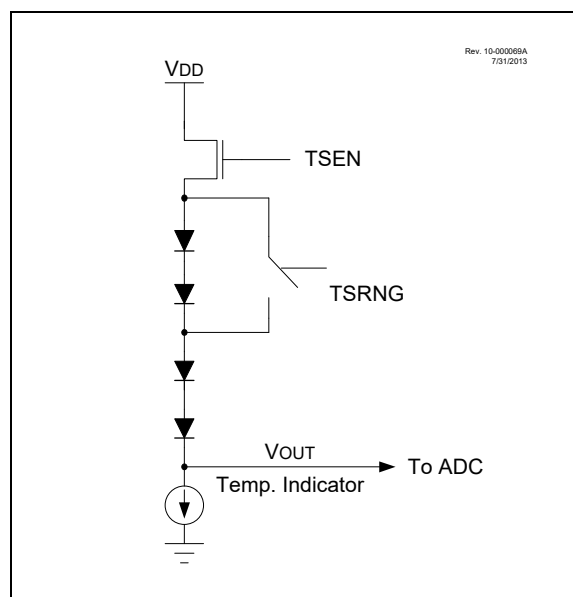 Rev. 10-000069A
7/31/2013
VDD
TSEN
TSRNG
VOUT
To ADC
Temp. Indicator